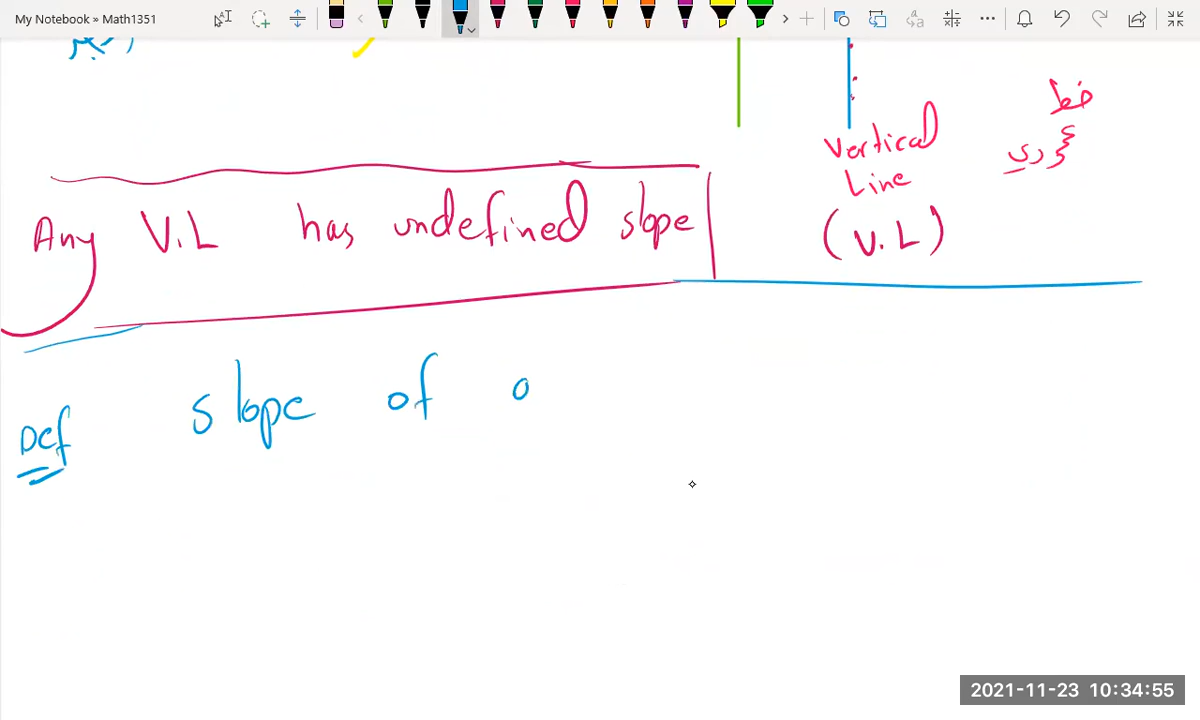 My Notebook » Math1351
Vertical
Line
(V.L)
خط
Any V.L has undefined slope
Def slope of
2021-11-23 10:34:55